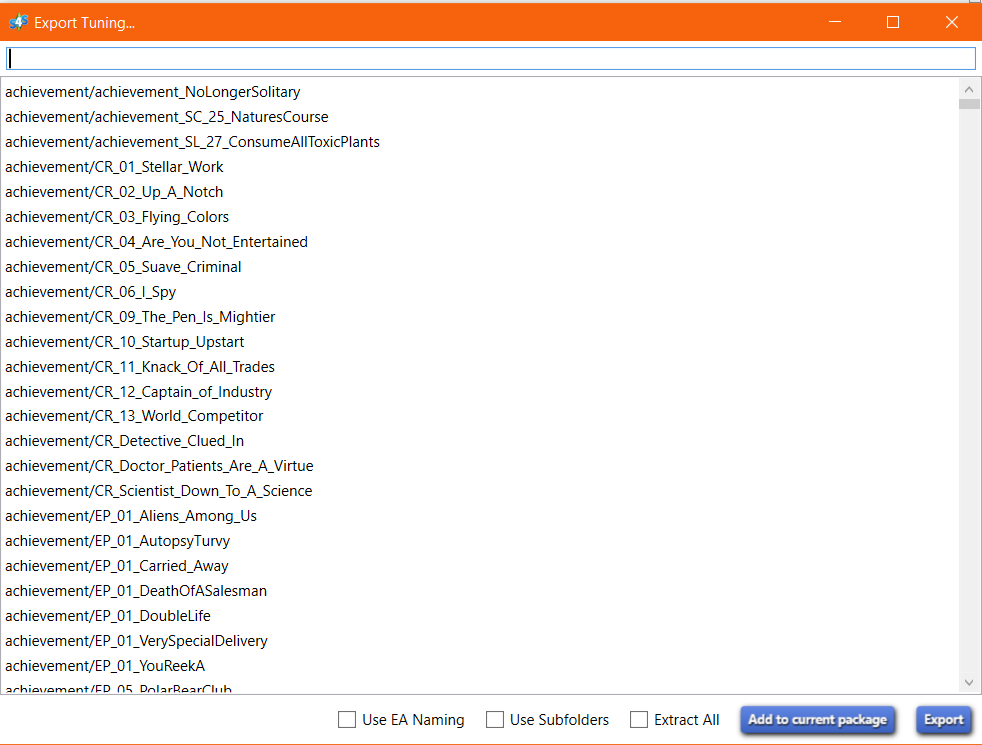 S4S Export Tuning...
achievement/achievement_NoLongerSolitary
achievement/achievement_SC_25_NaturesCourse
achievement/achievement_SL_27_ConsumeAllToxicPlants
achievement/CR_01_Stellar_Work
achievement/CR_02_Up_A_Notch
achievement/CR_03_Flying_Colors
achievement/CR_04_Are_You_Not_Entertained
achievement/CR_05_Suave_Criminal
achievement/CR_06_I_Spy
achievement/CR_09_The_Pen_Is_Mightier
achievement/CR_10_Startup_Upstart
achievement/CR_11_Knack_Of_All_Trades
achievement/CR_12_Captain_of_Industry
achievement/CR_13_World_Competitor
achievement/CR_Detective_Clued_In
achievement/CR_Doctor_Patients_Are_A_Virtue
achievement/CR_Scientist_Down_To_A_Science
achievement/EP_01_Aliens_Among_Us
achievement/EP_01_AutopsyTurvy
achievement/EP_01_Carried_Away
achievement/EP_01_DeathOfASalesman
achievement/EP_01_DoubleLife
achievement/EP_01_VerySpecialDelivery
achievement/EP_01_YouReekA
achievement/EP_05_PolarBearClub
Use EA Naming Use Subfolders Extract All Add to current package Export